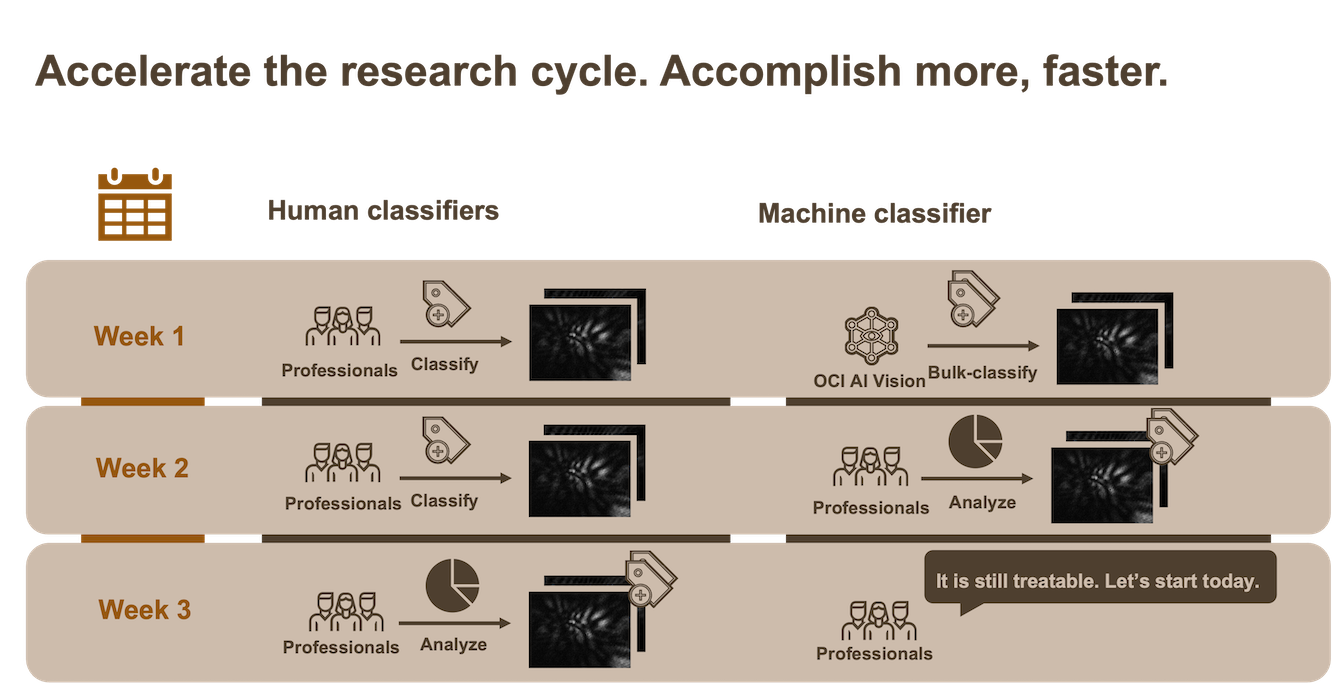 Accelerate the research cycle. Accomplish more, faster.
Human classifiers
Machine classifier
Week 1
Professionals
Classify
OCI AI Vision
Bulk-classify
Week 2
Professionals
Classify
Professionals
Analyze
Week 3
Professionals
Analyze
It is still treatable. Let’s start today.
Professionals